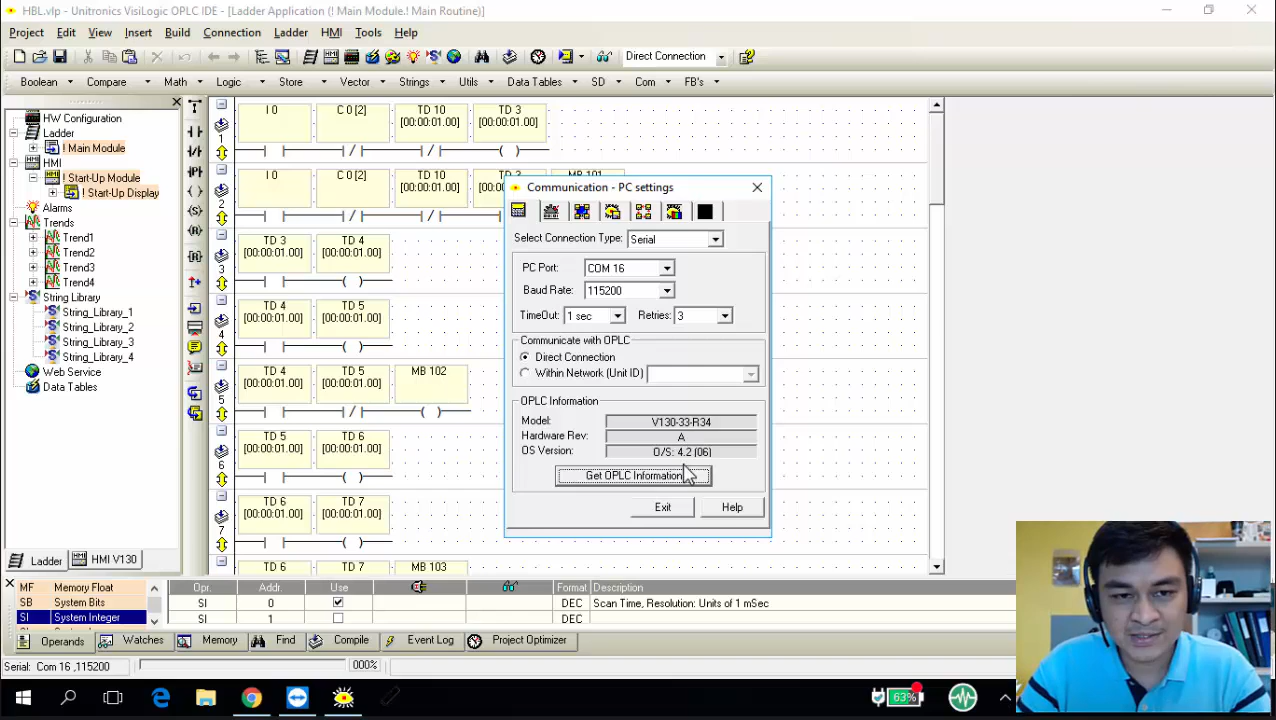 HBL.vlp - Unitronics VisiLogic OPLC IDE - [Ladder Application (! Main Module.! Main Routine)]
Project Edit View Insert Build Connection Ladder HMI Tools Help
Direct Connection
Boolean Compare Math Logic Store Vector Strings Utils Data Tables SD Com FB's
HW Configuration
Ladder
! Main Module
HMI
! Start-Up Module
! Start-Up Display
Alarms
Trends
Trend1
Trend2
Trend3
Trend4
String Library
String_Library_1
String_Library_2
String_Library_3
String_Library_4
Web Service
Data Tables
Ladder HMI V130
1
I 0 C 0 [2] TD 10 TD 3
[00:00:01.00] [00:00:01.00]
2
I 0 C 0 [2] TD 10 TD 3 MB 101
[00:00:01.00] [00:00
3
TD 3 TD 4
[00:00:01.00] [00:00:01.00]
4
TD 4 TD 5
[00:00:01.00] [00:00:01.00]
5
TD 4 TD 5 MB 102
[00:00:01.00] [00:00:01.00]
6
TD 5 TD 6
[00:00:01.00] [00:00:01.00]
7
TD 6 TD 7
[00:00:01.00] [00:00:01.00]
TD 6 TD 7 MB 103
Communication - PC settings
Select Connection Type: Serial
PC Port: COM 16
Baud Rate: 115200
TimeOut: 1 sec Retries: 3
Communicate with OPLC
Direct Connection
Within Network (Unit ID)
OPLC Information
Model: V130-33-R34
Hardware Rev: A
OS Version: O/S: 4.2 (06)
Get OPLC Information
Exit Help
MF Memory Float
SB System Bits
SI System Integer
Opr. Addr. Use Format Description
SI 0 DEC Scan Time, Resolution: Units of 1 mSec
SI 1 DEC
Operands Watches Memory Find Compile Event Log Project Optimizer
Serial: Com 16 ,115200 000%
63%